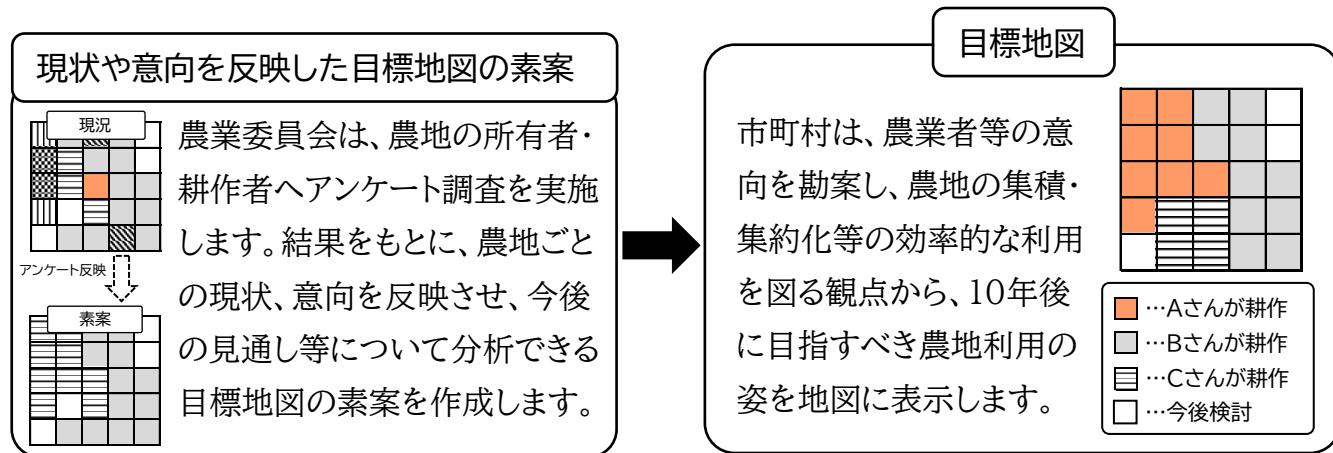 現状や意向を反映した目標地図の素案
現況
アンケート反映
素案
農業委員会は、農地の所有者・
耕作者へアンケート調査を実施
します。結果をもとに、農地ごと
の現状、意向を反映させ、今後
の見通し等について分析できる
目標地図の素案を作成します。
目標地図
市町村は、農業者等の意
向を勘案し、農地の集積・
集約化等の効率的な利用
を図る観点から、10年後
に目指すべき農地利用の
姿を地図に表示します。
…Aさんが耕作
…Bさんが耕作
…Cさんが耕作
…今後検討